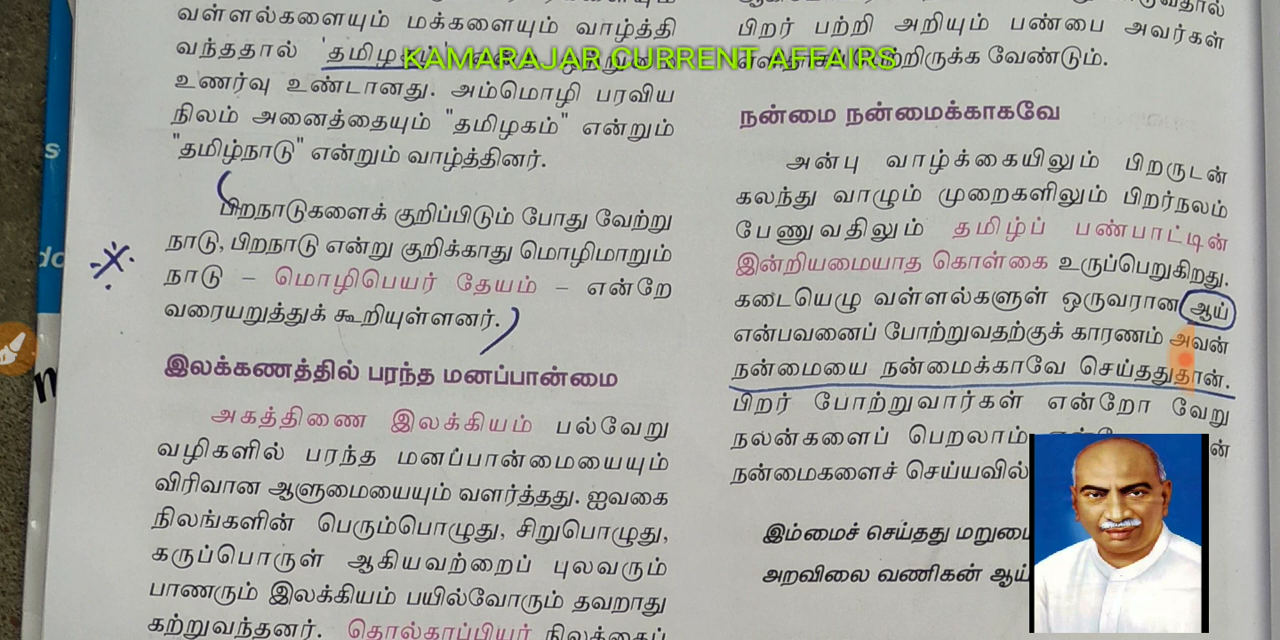 வள்ளல்களையும் மக்களையும் வாழ்த்தி
வந்ததால் 'தமிழகம்'
உணர்வு உண்டானது. அம்மொழி பரவிய
நிலம் அனைத்தையும் "தமிழகம்" என்றும்
"தமிழ்நாடு" என்றும் வாழ்த்தினர்.
பிறநாடுகளைக் குறிப்பிடும் போது வேற்று
நாடு, பிறநாடு என்று குறிக்காது மொழிமாறும்
நாடு – மொழிபெயர் தேயம் – என்றே
வரையறுத்துக் கூறியுள்ளனர்.
இலக்கணத்தில் பரந்த மனப்பான்மை
அகத்திணை இலக்கியம் பல்வேறு
வழிகளில் பரந்த மனப்பான்மையையும்
விரிவான ஆளுமையையும் வளர்த்தது. ஐவகை
நிலங்களின் பெரும்பொழுது, சிறுபொழுது,
கருப்பொருள் ஆகியவற்றைப் புலவரும்
பாணரும் இலக்கியம் பயில்வோரும் தவறாது
கற்றுவந்தனர். தொல்காப்பியர் நிலத்தைப்
பிறர் பற்றி அறியும் பண்பை அவர்கள்
வேண்டும்.
நன்மை நன்மைக்காகவே
அன்பு வாழ்க்கையிலும் பிறருடன்
கலந்து வாழும் முறைகளிலும் பிறர்நலம்
பேணுவதிலும் தமிழ்ப் பண்பாட்டின்
இன்றியமையாத கொள்கை உருப்பெறுகிறது.
கடையெழு வள்ளல்களுள் ஒருவரான ஆய்
என்பவனைப் போற்றுவதற்குக் காரணம் அவன்
நன்மையை நன்மைக்காவே செய்ததுதான்.
பிறர் போற்றுவார்கள் என்றோ வேறு
நலன்களைப் பெறலாம்
நன்மைகளைச் செய்யவில்
இம்மைச் செய்தது மறுமை
அறவிலை வணிகன் ஆய்
KAMARAJAR CURRENT AFFAIRS